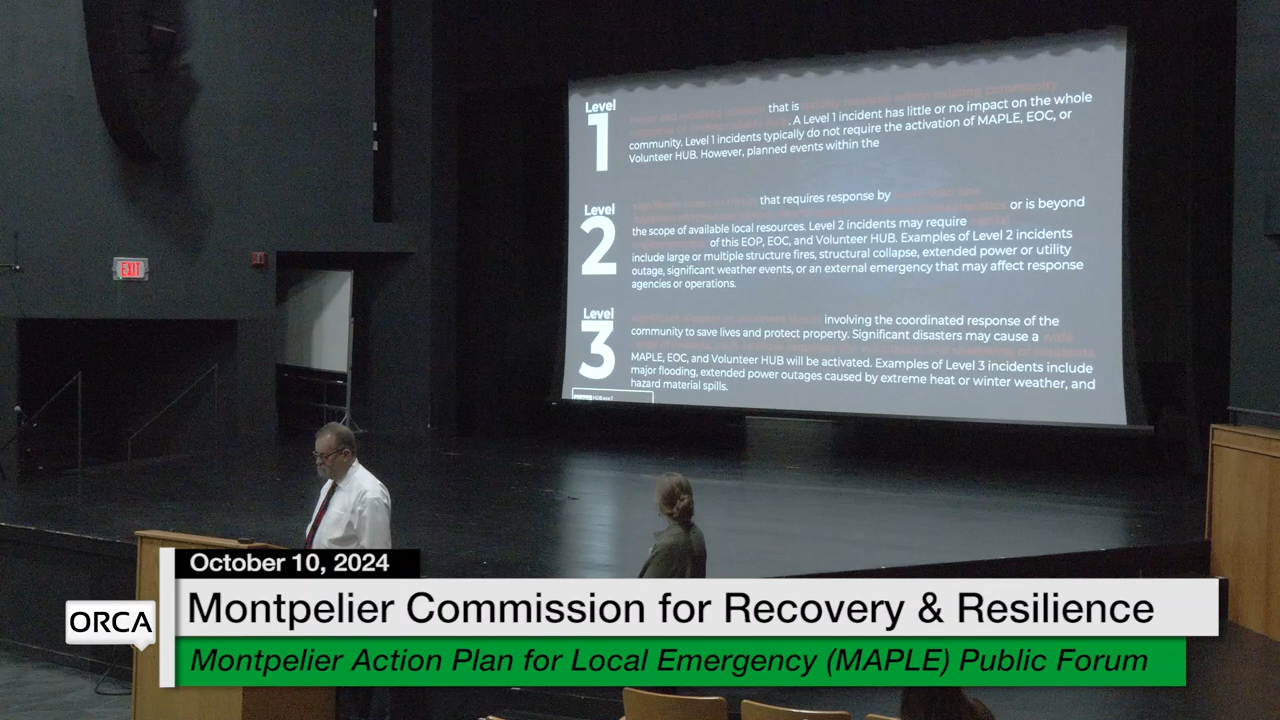 Level
1
that is
. A Level 1 incident has little or no impact on the whole
community. Level 1 incidents typically do not require the activation of MAPLE, EOC, or
Volunteer HUB. However, planned events within the
Level
2
that requires response by
or is beyond
the scope of available local resources. Level 2 incidents may require
of this EOP, EOC, and Volunteer HUB. Examples of Level 2 incidents
include large or multiple structure fires, structural collapse, extended power or utility
outage, significant weather events, or an external emergency that may affect response
agencies or operations.
Level
3
involving the coordinated response of the
community to save lives and protect property. Significant disasters may cause a
MAPLE, EOC, and Volunteer HUB will be activated. Examples of Level 3 incidents include
major flooding, extended power outages caused by extreme heat or winter weather, and
hazard material spills.
EXIT
October 10, 2024
ORCA
Montpelier Commission for Recovery & Resilience
Montpelier Action Plan for Local Emergency (MAPLE) Public Forum